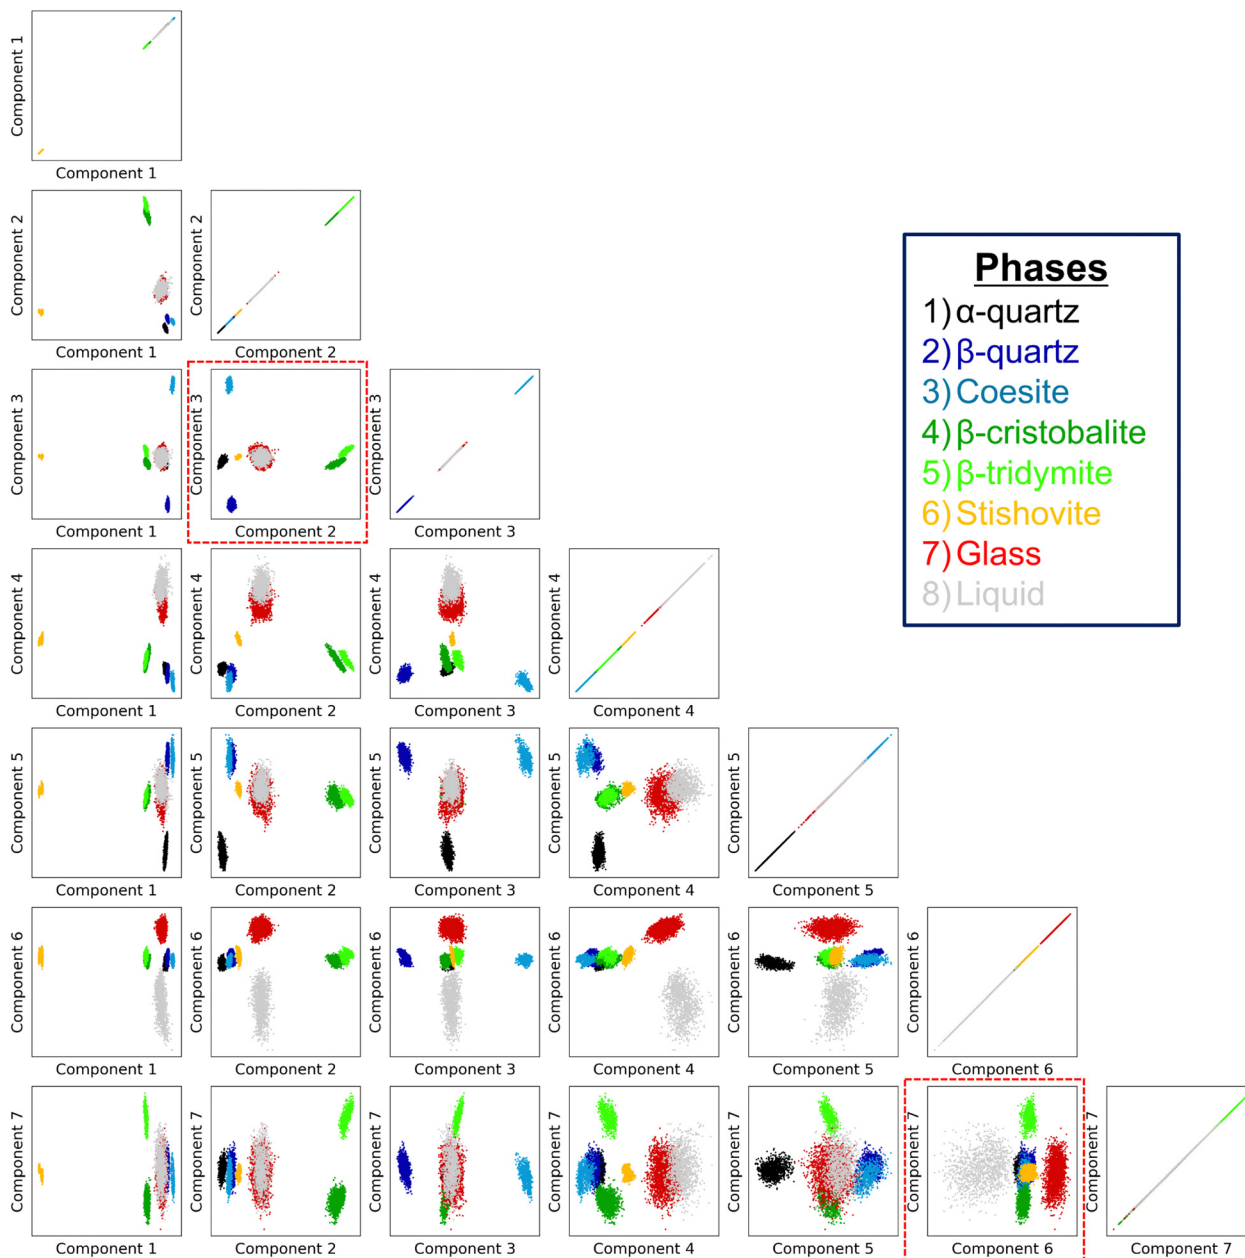 Component 1
Component 1
Component 2
Component 2
Component 1
Component 2
Phases
1) α-quartz
2) β-quartz
3) Coesite
4) β-cristobalite
5) β-tridymite
6) Stishovite
7) Glass
8) Liquid
Component 3
Component 3
Component 3
Component 1
Component 2
Component 3
Component 4
Component 4
Component 4
Component 4
Component 1
Component 2
Component 3
Component 4
Component 5
Component 5
Component 5
Component 5
Component 5
Component 1
Component 2
Component 3
Component 4
Component 5
Component 6
Component 6
Component 6
Component 6
Component 6
Component 6
Component 1
Component 2
Component 3
Component 4
Component 5
Component 6
Component 7
Component 7
Component 7
Component 7
Component 7
Component 7
Component 7
Component 1
Component 2
Component 3
Component 4
Component 5
Component 6
Component 7